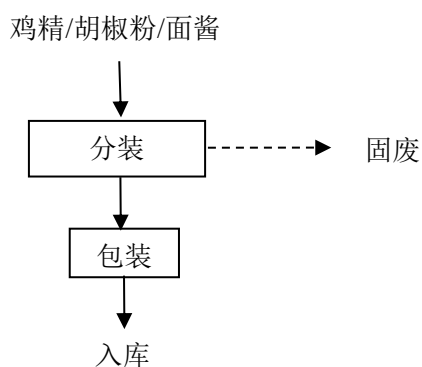 鸡精/胡椒粉/面酱
分装
固废
包装
入库